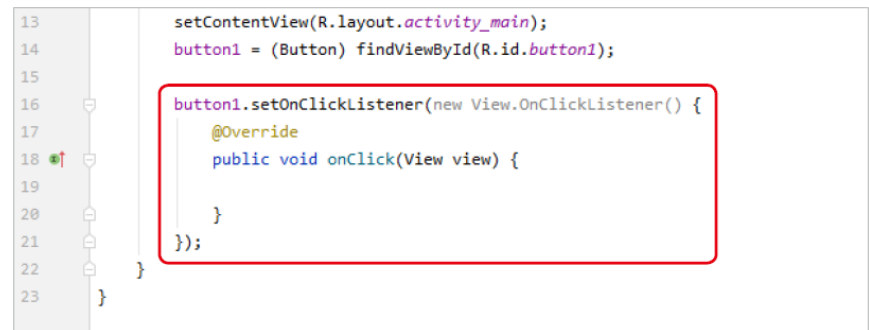 13 setContentView(R.layout.activity_main);
14 button1 = (Button) findViewById(R.id.button1);
15
16 button1.setOnClickListener(new View.OnClickListener() {
17 @Override
18 public void onClick(View view) {
19
20 }
21 });
22 }
23 }